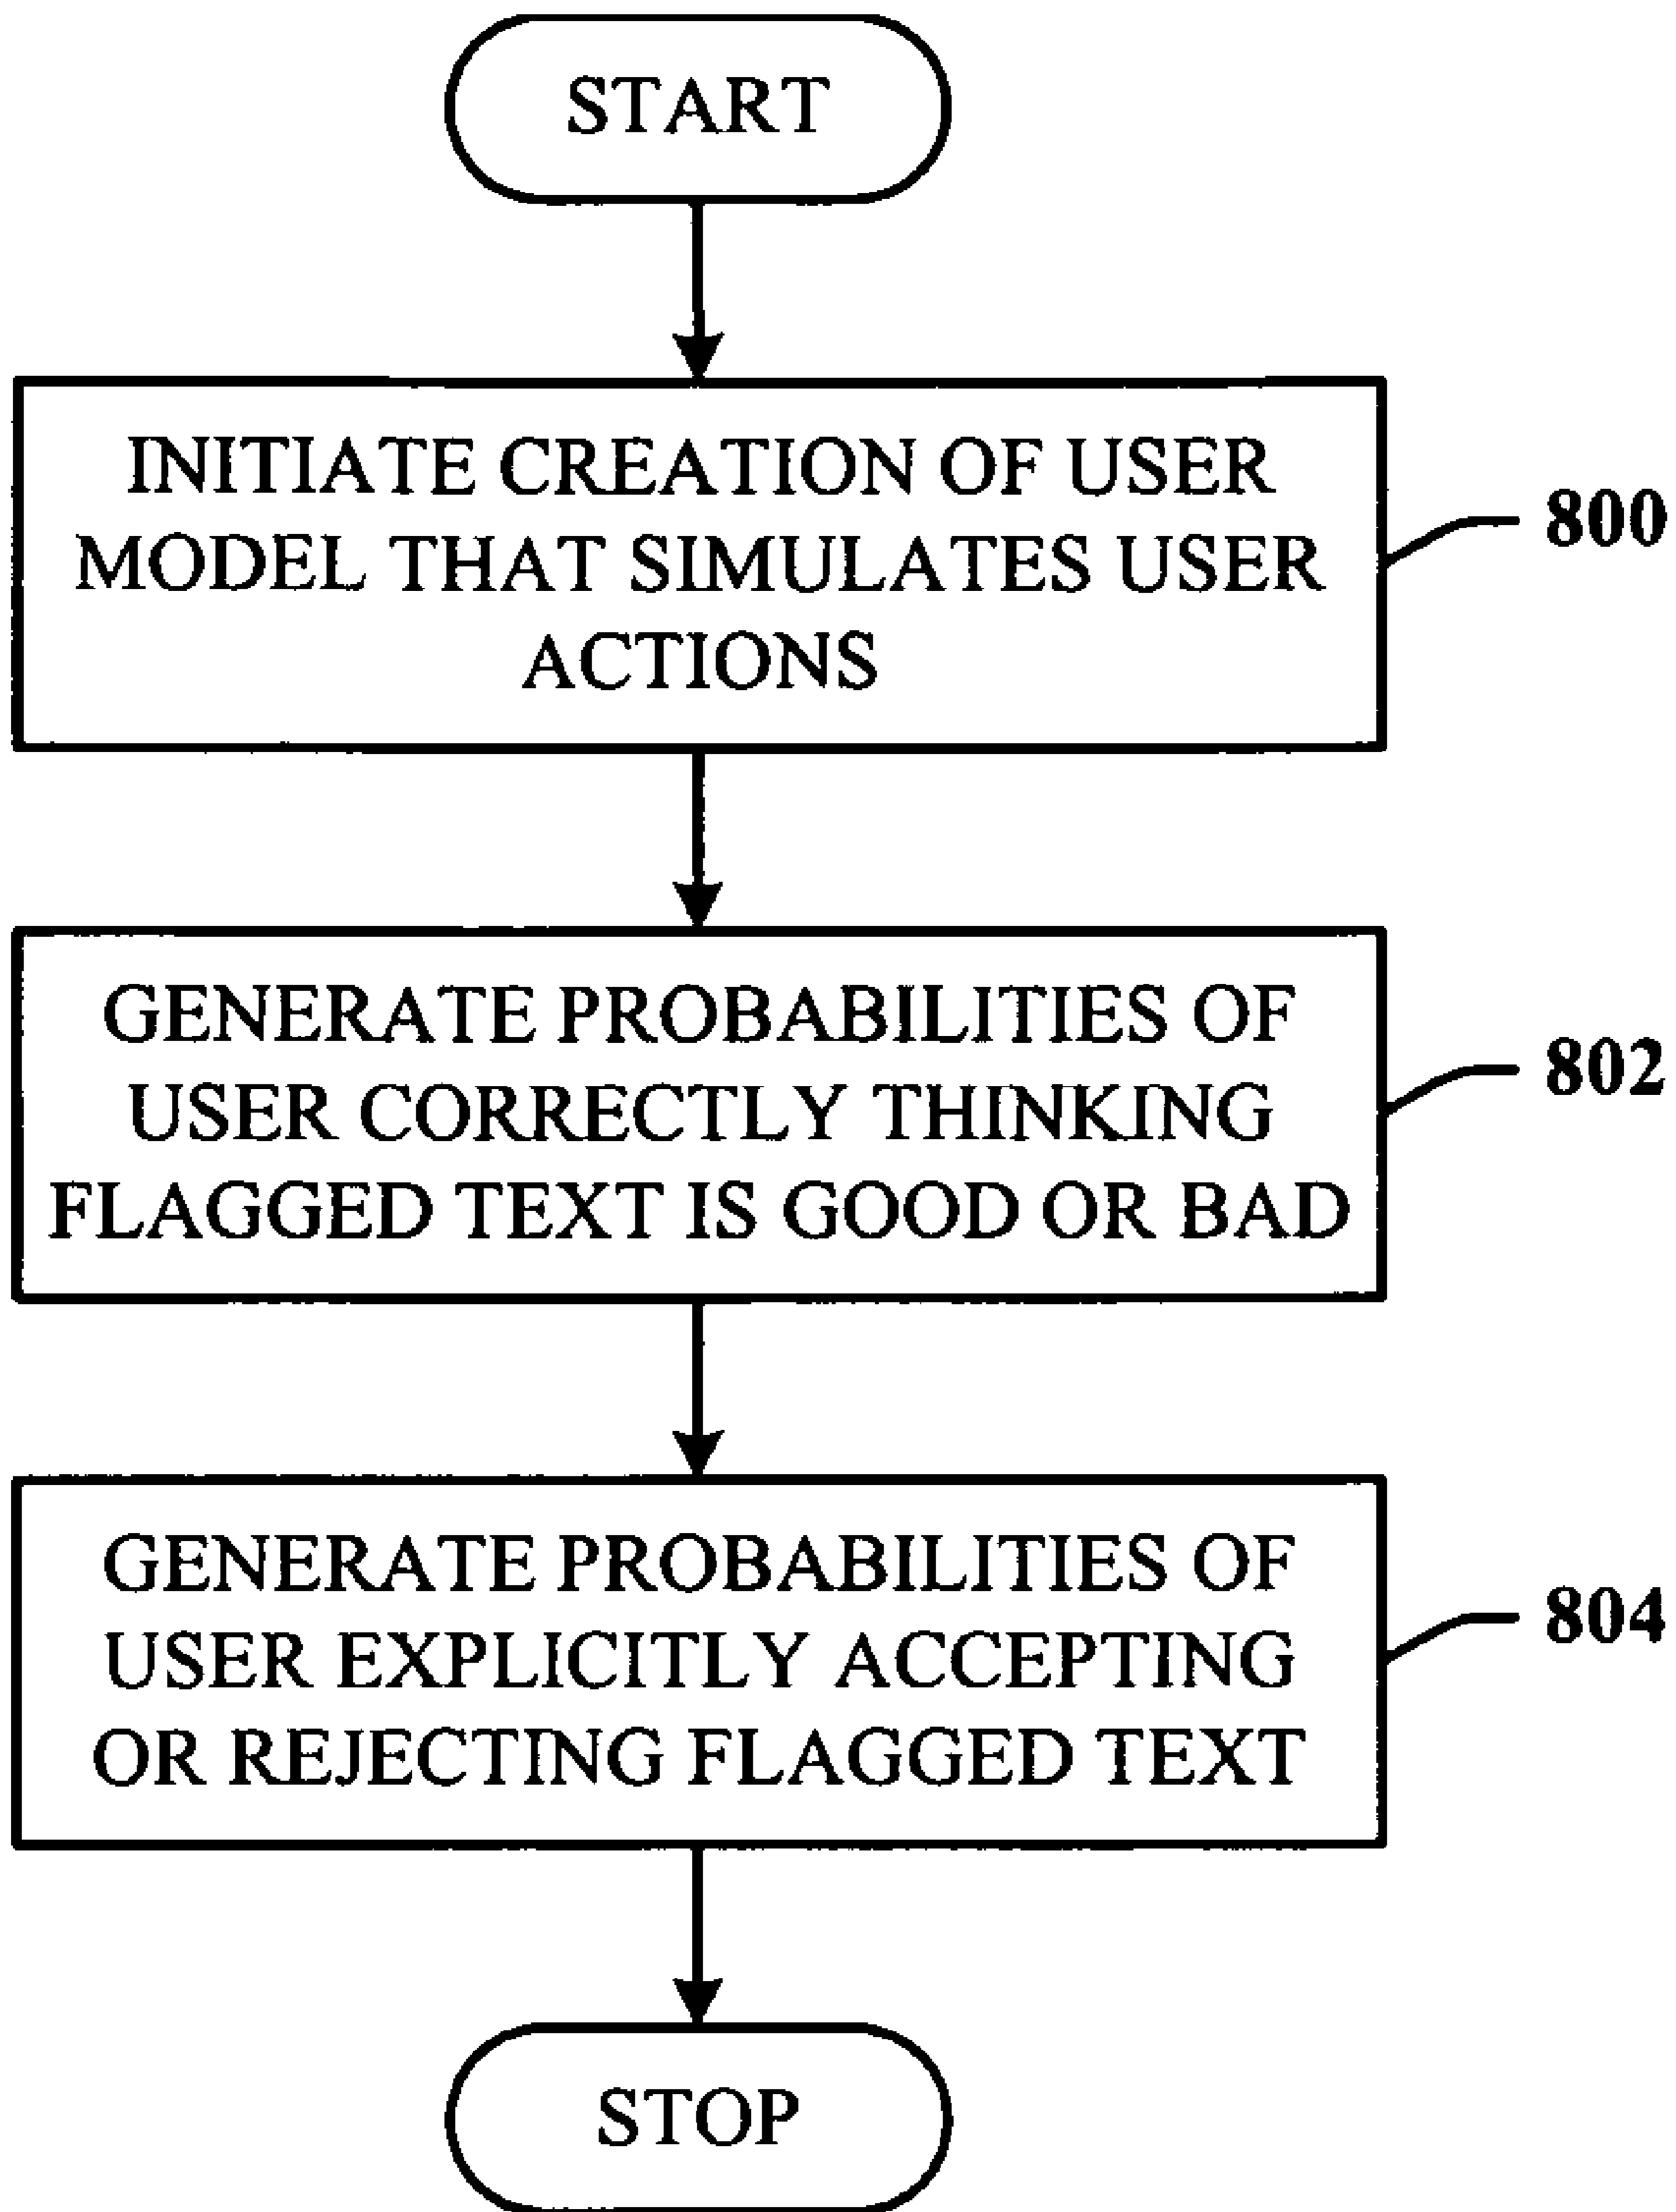 START
INITIATE CREATION OF USER
MODEL THAT SIMULATES USER
ACTIONS
800
GENERATE PROBABILITIES OF
USER CORRECTLY THINKING
FLAGGED TEXT IS GOOD OR BAD
802
GENERATE PROBABILITIES OF
USER EXPLICITLY ACCEPTING
OR REJECTING FLAGGED TEXT
804
STOP